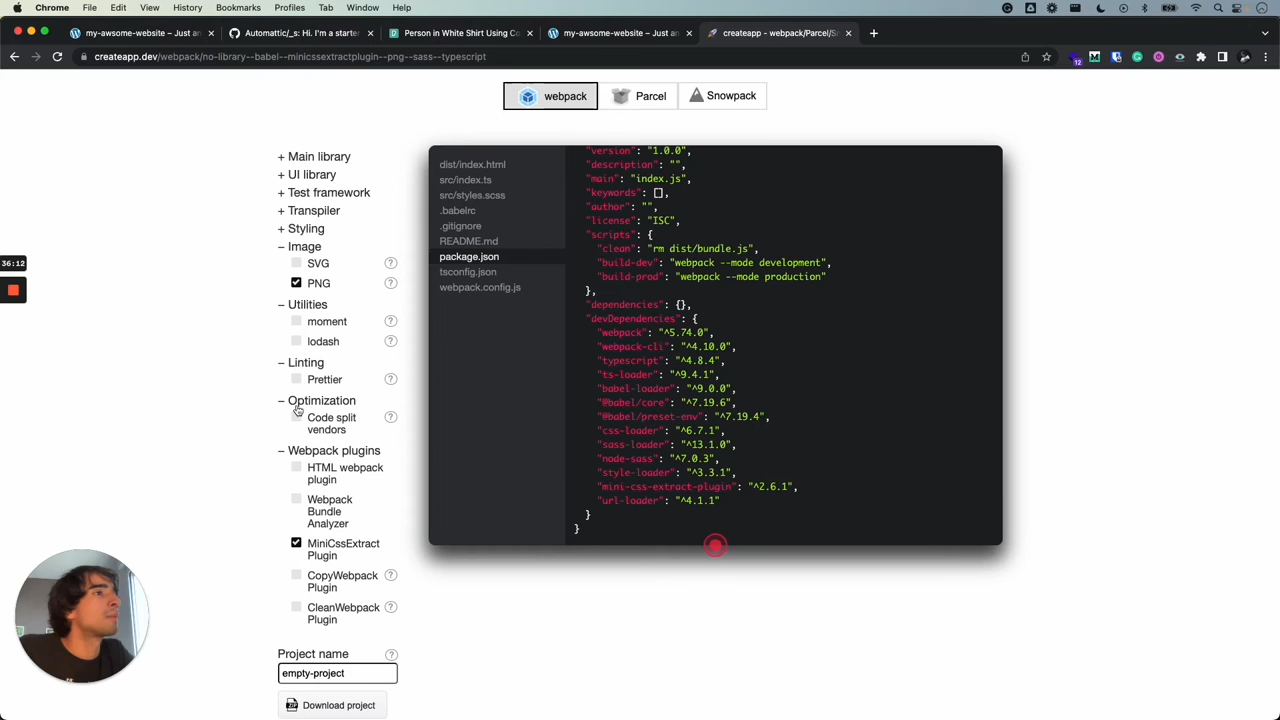 Chrome File Edit View History Bookmarks Profiles Tab Window Help
my-awsome-website – Just an
Automattic/_s: Hi. I'm a starter
Person in White Shirt Using Co
my-awsome-website – Just an
createapp - webpack/Parcel/Sn
createapp.dev/webpack/no-library--babel--minicssextractplugin--png--sass--typescript
12
webpack
Parcel
Snowpack
+ Main library
+ UI library
+ Test framework
+ Transpiler
+ Styling
– Image
SVG ?
PNG ?
– Utilities
moment ?
lodash ?
– Linting
Prettier ?
– Optimization
Code split ?
vendors
– Webpack plugins
HTML webpack
plugin
Webpack
Bundle
Analyzer
MiniCssExtract
Plugin
CopyWebpack ?
Plugin
CleanWebpack ?
Plugin
Project name ?
empty-project
ZIP Download project
dist/index.html
src/index.ts
src/styles.scss
.babelrc
.gitignore
README.md
package.json
tsconfig.json
webpack.config.js
"version": "1.0.0",
"description": "",
"main": "index.js",
"keywords": [],
"author": "",
"license": "ISC",
"scripts": {
"clean": "rm dist/bundle.js",
"build-dev": "webpack --mode development",
"build-prod": "webpack --mode production"
},
"dependencies": {},
"devDependencies": {
"webpack": "^5.74.0",
"webpack-cli": "^4.10.0",
"typescript": "^4.8.4",
"ts-loader": "^9.4.1",
"babel-loader": "^9.0.0",
"@babel/core": "^7.19.6",
"@babel/preset-env": "^7.19.4",
"css-loader": "^6.7.1",
"sass-loader": "^13.1.0",
"node-sass": "^7.0.3",
"style-loader": "^3.3.1",
"mini-css-extract-plugin": "^2.6.1",
"url-loader": "^4.1.1"
}
}
36:12